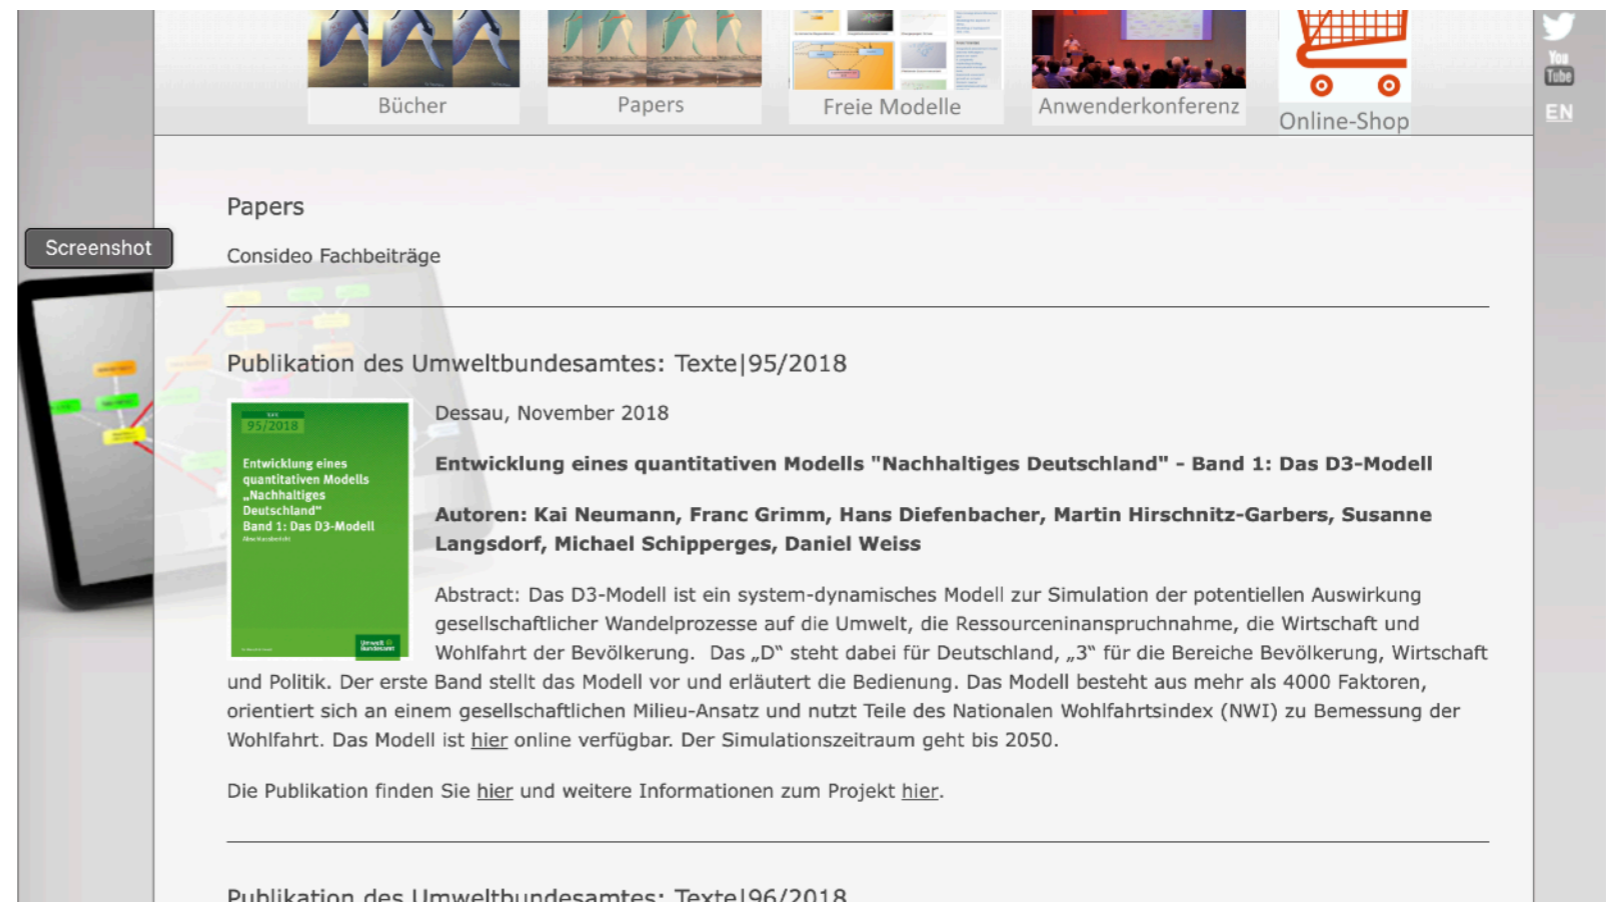 Bücher
Papers
Freie Modelle
Anwenderkonferenz
Online-Shop
You
Tube
EN
Papers
Screenshot
Consideo Fachbeiträge
Publikation des Umweltbundesamtes: Texte|95/2018
95/2018
Entwicklung eines
quantitativen Modells
„Nachhaltiges
Deutschland“
Band 1: Das D3-Modell
Umwelt
Bundesamt
Dessau, November 2018
Entwicklung eines quantitativen Modells "Nachhaltiges Deutschland" - Band 1: Das D3-Modell
Autoren: Kai Neumann, Franc Grimm, Hans Diefenbacher, Martin Hirschnitz-Garbers, Susanne
Langsdorf, Michael Schipperges, Daniel Weiss
Abstract: Das D3-Modell ist ein system-dynamisches Modell zur Simulation der potentiellen Auswirkung
gesellschaftlicher Wandelprozesse auf die Umwelt, die Ressourceninanspruchnahme, die Wirtschaft und
Wohlfahrt der Bevölkerung. Das „D“ steht dabei für Deutschland, „3“ für die Bereiche Bevölkerung, Wirtschaft
und Politik. Der erste Band stellt das Modell vor und erläutert die Bedienung. Das Modell besteht aus mehr als 4000 Faktoren,
orientiert sich an einem gesellschaftlichen Milieu-Ansatz und nutzt Teile des Nationalen Wohlfahrtsindex (NWI) zu Bemessung der
Wohlfahrt. Das Modell ist hier online verfügbar. Der Simulationszeitraum geht bis 2050.
Die Publikation finden Sie hier und weitere Informationen zum Projekt hier.
Publikation des Umweltbundesamtes: Texte|96/2018